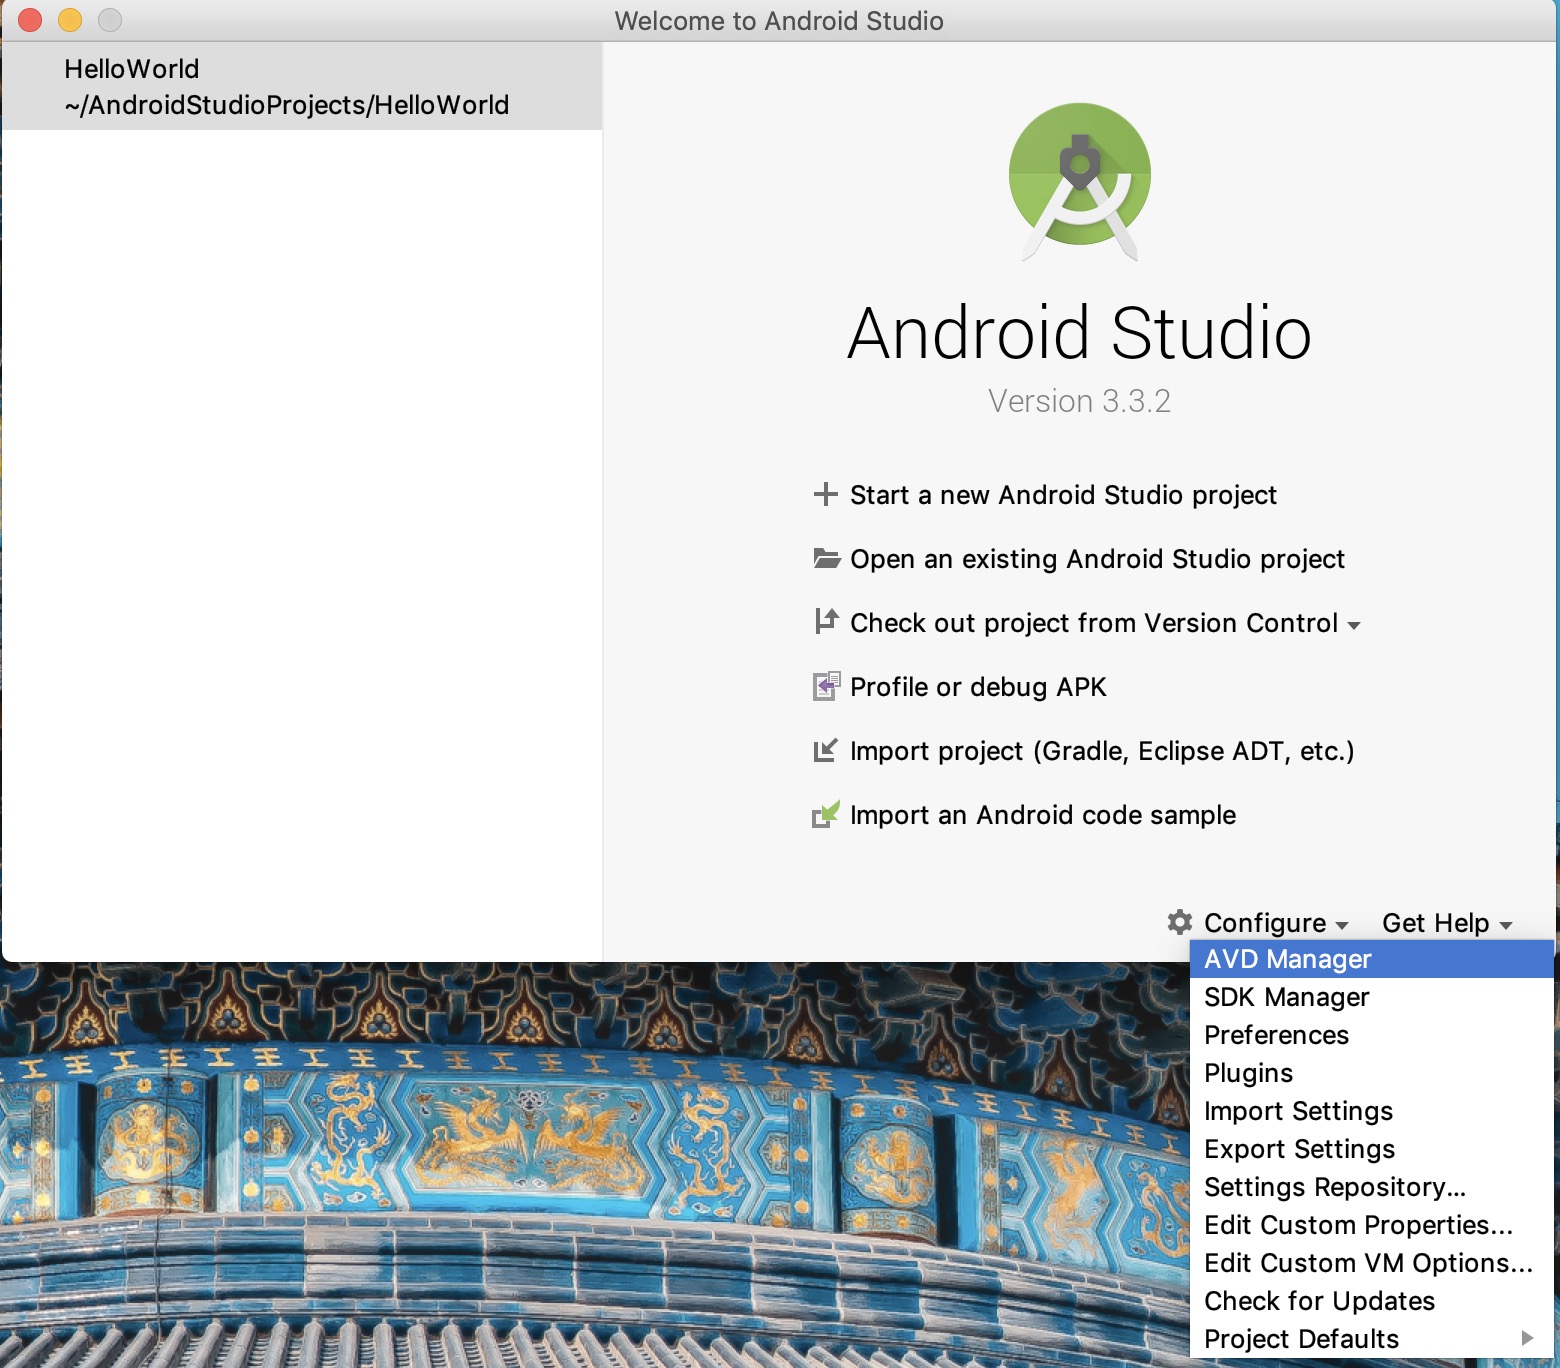 Welcome to Android Studio
HelloWorld
~/AndroidStudioProjects/HelloWorld
Android Studio
Version 3.3.2
Start a new Android Studio project
Open an existing Android Studio project
Check out project from Version Control
Profile or debug APK
Import project (Gradle, Eclipse ADT, etc.)
Import an Android code sample
Configure Get Help
AVD Manager
SDK Manager
Preferences
Plugins
Import Settings
Export Settings
Settings Repository...
Edit Custom Properties...
Edit Custom VM Options...
Check for Updates
Project Defaults